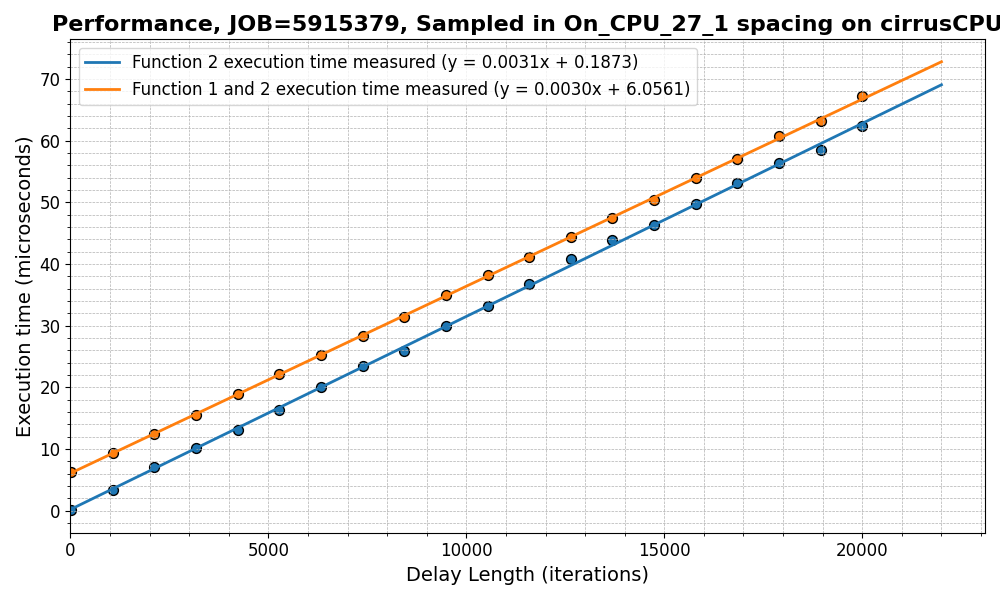 Performance, JOB=5915379, Sampled in On_CPU_27_1 spacing on cirrusCPU
Function 2 execution time measured (y = 0.0031x + 0.1873)
Function 1 and 2 execution time measured (y = 0.0030x + 6.0561)
Execution time (microseconds)
70
60
50
40
30
20
10
0
0 5000 10000 15000 20000
Delay Length (iterations)